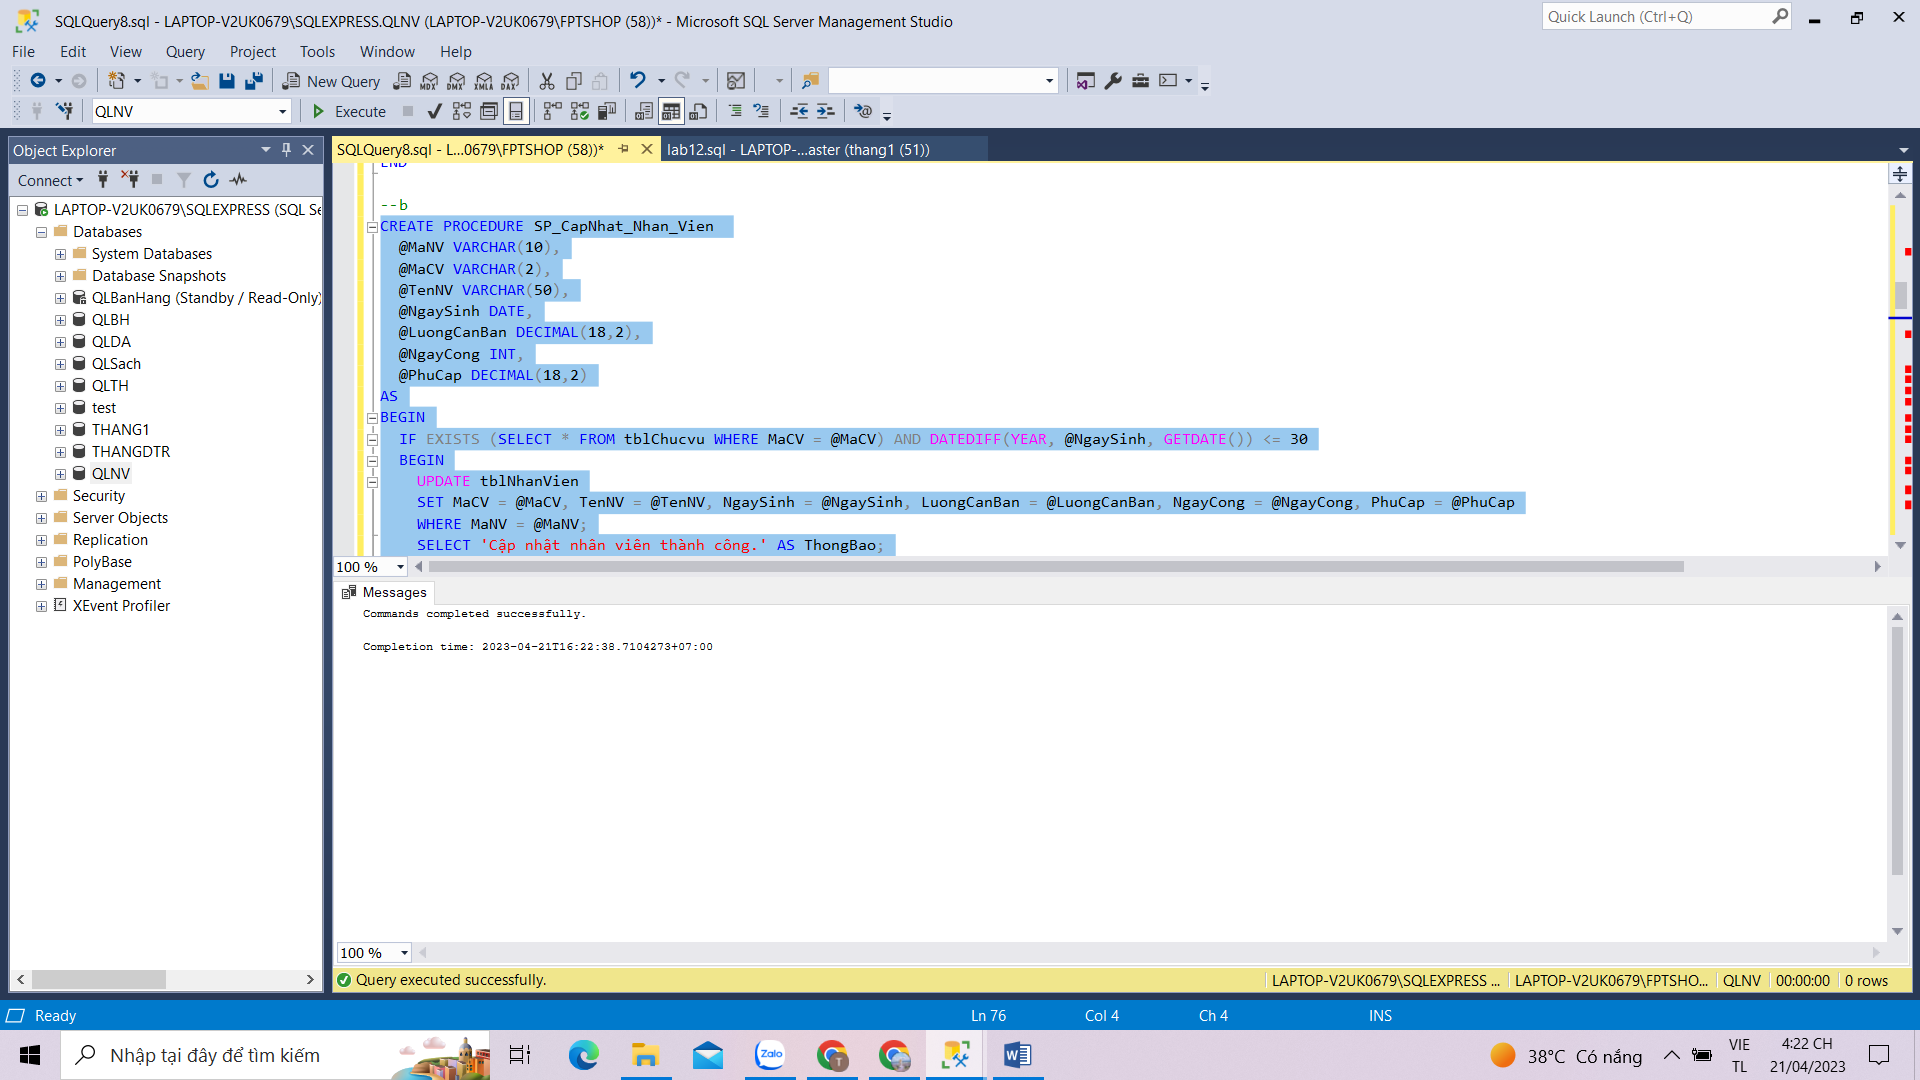 SQLQuery8.sql - LAPTOP-V2UK0679\SQLEXPRESS.QLNV (LAPTOP-V2UK0679\FPTSHOP (58))* - Microsoft SQL Server Management Studio
Quick Launch (Ctrl+Q)
File Edit View Query Project Tools Window Help
New Query
MDX DMX XMLA DAX
QLNV
Execute
Object Explorer
SQLQuery8.sql - L...0679\FPTSHOP (58))*
lab12.sql - LAPTOP-...aster (thang1 (51))
Connect
LAPTOP-V2UK0679\SQLEXPRESS (SQL Se
Databases
System Databases
Database Snapshots
QLBanHang (Standby / Read-Only)
QLBH
QLDA
QLSach
QLTH
test
THANG1
THANGDTR
QLNV
Security
Server Objects
Replication
PolyBase
Management
XEvent Profiler
END
--b
CREATE PROCEDURE SP_CapNhat_Nhan_Vien
@MaNV VARCHAR(10),
@MaCV VARCHAR(2),
@TenNV VARCHAR(50),
@NgaySinh DATE,
@LuongCanBan DECIMAL(18,2),
@NgayCong INT,
@PhuCap DECIMAL(18,2)
AS
BEGIN
IF EXISTS (SELECT * FROM tblChucvu WHERE MaCV = @MaCV) AND DATEDIFF(YEAR, @NgaySinh, GETDATE()) <= 30
BEGIN
UPDATE tblNhanVien
SET MaCV = @MaCV, TenNV = @TenNV, NgaySinh = @NgaySinh, LuongCanBan = @LuongCanBan, NgayCong = @NgayCong, PhuCap = @PhuCap
WHERE MaNV = @MaNV;
SELECT 'Cập nhật nhân viên thành công.' AS ThongBao;
100 %
Messages
Commands completed successfully.
Completion time: 2023-04-21T16:22:38.7104273+07:00
100 %
Query executed successfully.
LAPTOP-V2UK0679\SQLEXPRESS ... LAPTOP-V2UK0679\FPTSHO... QLNV 00:00:00 0 rows
Ready
Ln 76 Col 4 Ch 4 INS
Nhập tại đây để tìm kiếm
Zalo
T
38°C Có nắng
VIE
TL
4:22 CH
21/04/2023